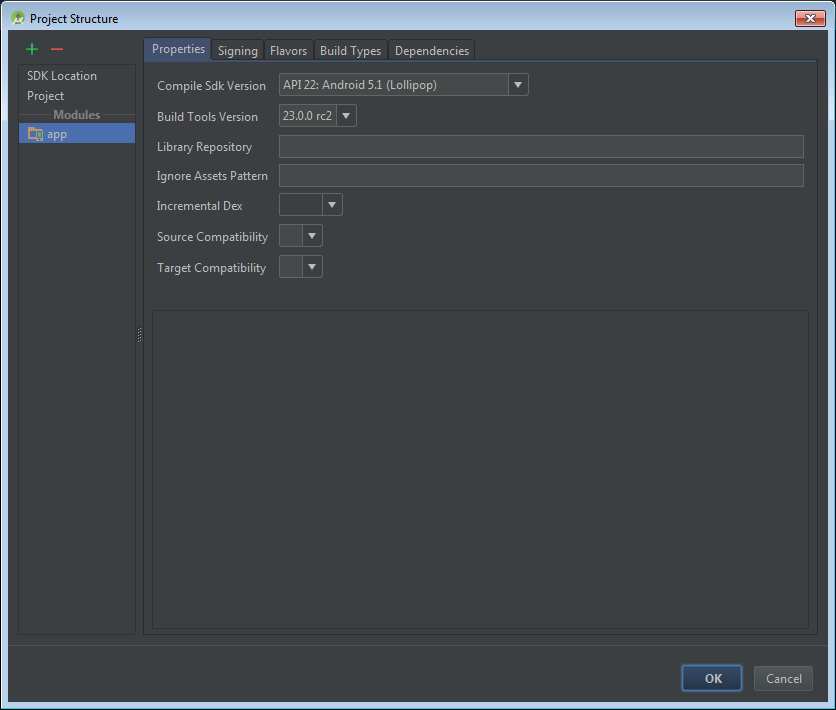 Project Structure
SDK Location
Project
Modules
app
Properties Signing Flavors Build Types Dependencies
Compile Sdk Version API 22: Android 5.1 (Lollipop)
Build Tools Version 23.0.0 rc2
Library Repository
Ignore Assets Pattern
Incremental Dex
Source Compatibility
Target Compatibility
OK Cancel